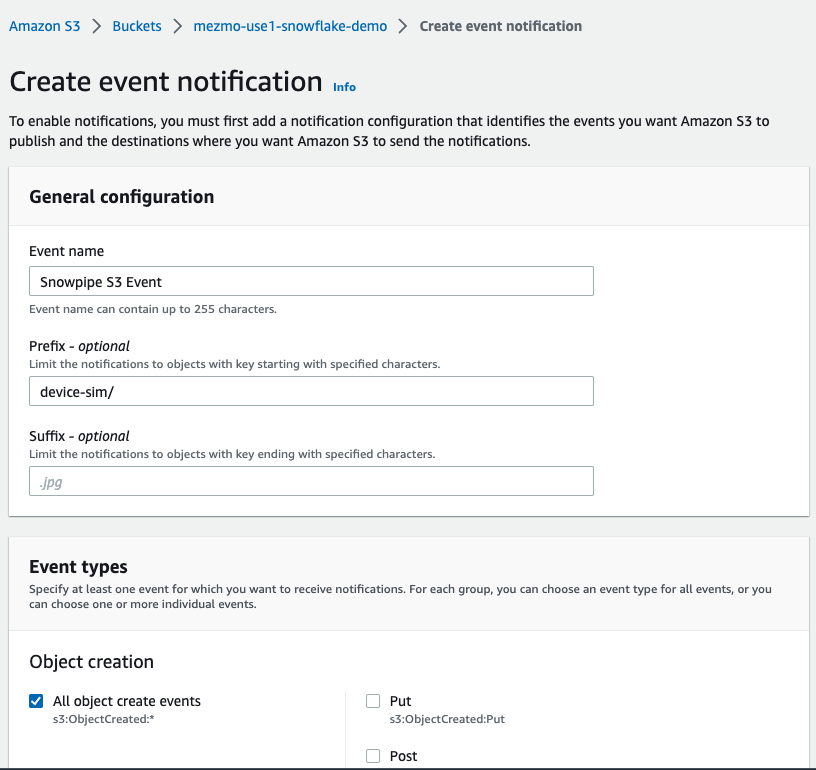 Amazon S3 > Buckets > mezmo-use1-snowflake-demo > Create event notification
Create event notification Info
To enable notifications, you must first add a notification configuration that identifies the events you want Amazon S3 to
publish and the destinations where you want Amazon S3 to send the notifications.
General configuration
Event name
Snowpipe S3 Event
Event name can contain up to 255 characters.
Prefix - optional
Limit the notifications to objects with key starting with specified characters.
device-sim/
Suffix - optional
Limit the notifications to objects with key ending with specified characters.
.jpg
Event types
Specify at least one event for which you want to receive notifications. For each group, you can choose an event type for all events, or you
can choose one or more individual events.
Object creation
All object create events
s3:ObjectCreated:*
Put
s3:ObjectCreated:Put
Post